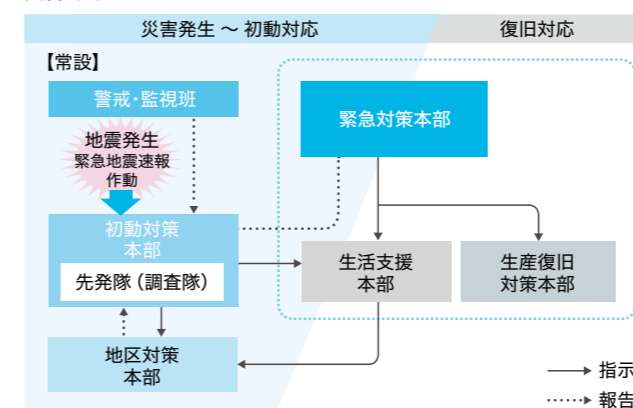 災害発生 ～ 初動対応
復旧対応
【常設】
警戒・監視班
地震発生
緊急地震速報
作動
初動対策
本部
先発隊（調査隊）
地区対策
本部
緊急対策本部
生活支援
本部
生産復旧
対策本部
指示
報告